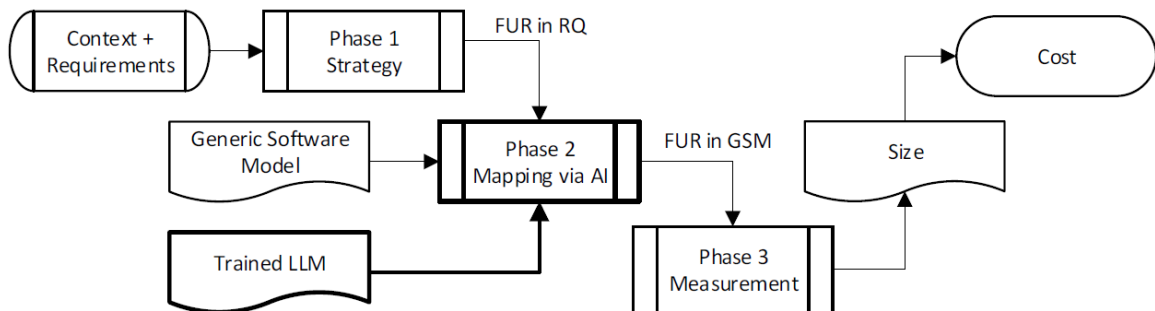 Context +
Requirements
Phase 1
Strategy
FUR in RQ
Cost
Generic Software
Model
Phase 2
Mapping via AI
FUR in GSM
Size
Trained LLM
Phase 3
Measurement